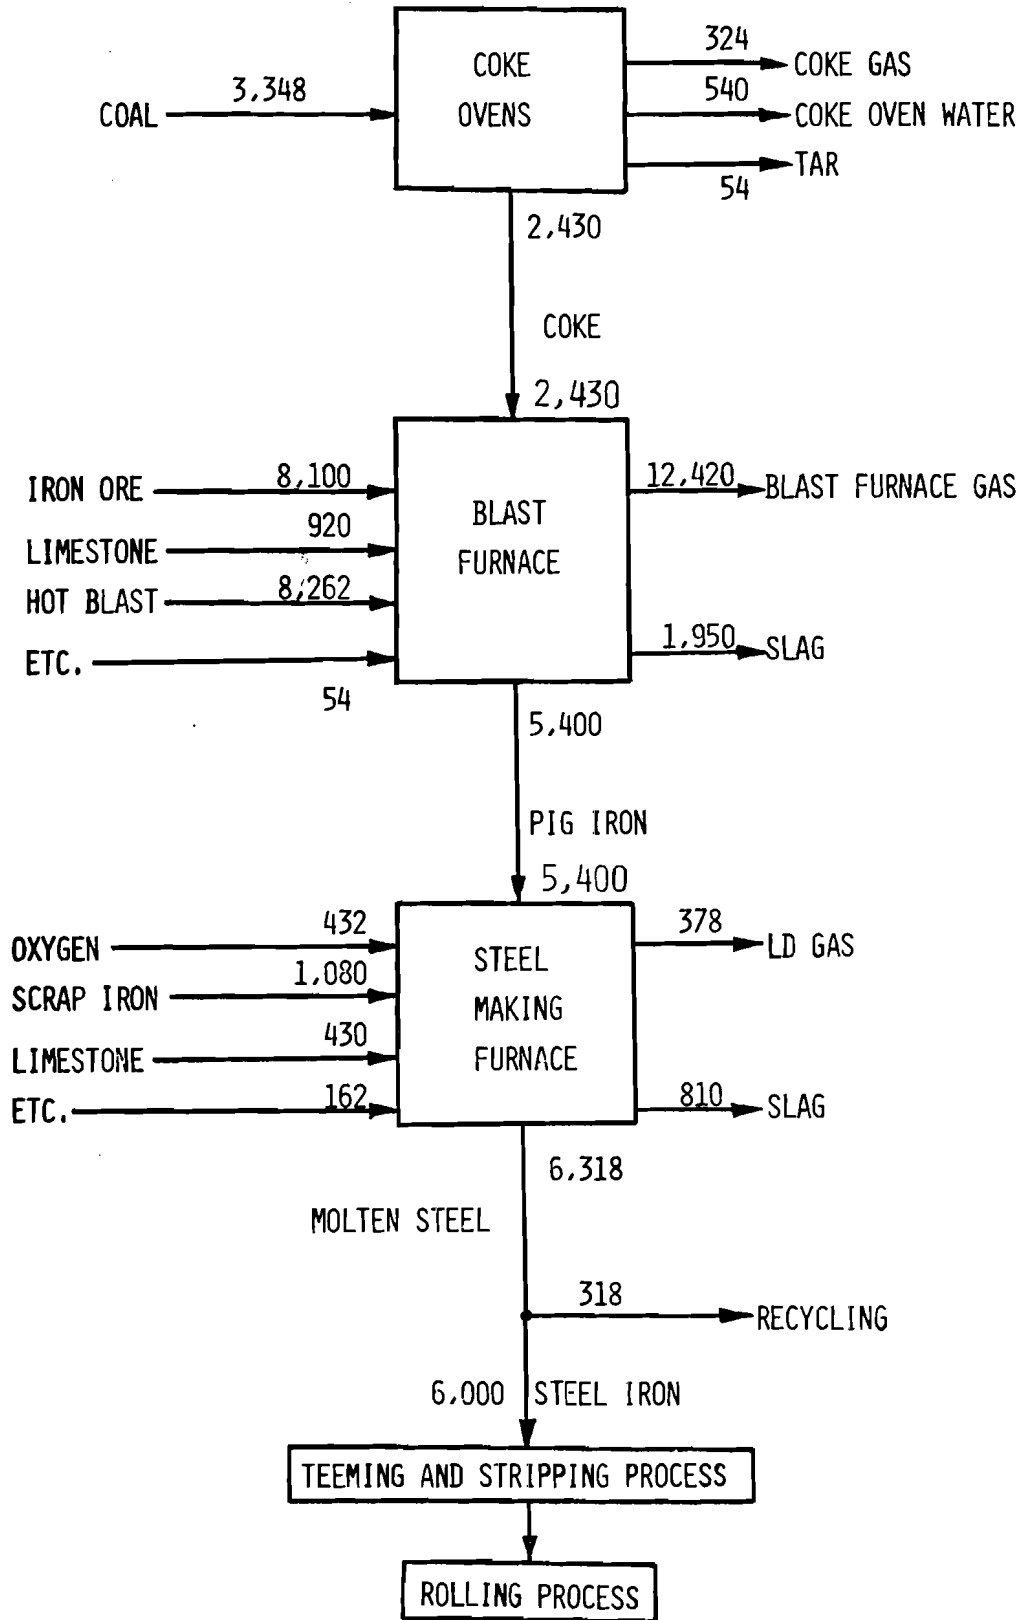 324
COKE
COKE GAS
3,348
540
COAL
OVENS
COKE OVEN WATER
TAR
54
2,430
COKE
2,430
IRON ORE
8,100
12,420
BLAST FURNACE GAS
BLAST
920
LIMESTONE
FURNACE
HOT BLAST
8,262
1,950
SLAG
ETC.
54
5,400
PIG IRON
5,400
432
378
OXYGEN
STEEL
LD GAS
1,080
SCRAP IRON
MAKING
430
LIMESTONE
FURNACE
162
810
ETC.
SLAG
6,318
MOLTEN STEEL
318
RECYCLING
6,000 STEEL IRON
TEEMING AND STRIPPING PROCESS
ROLLING PROCESS